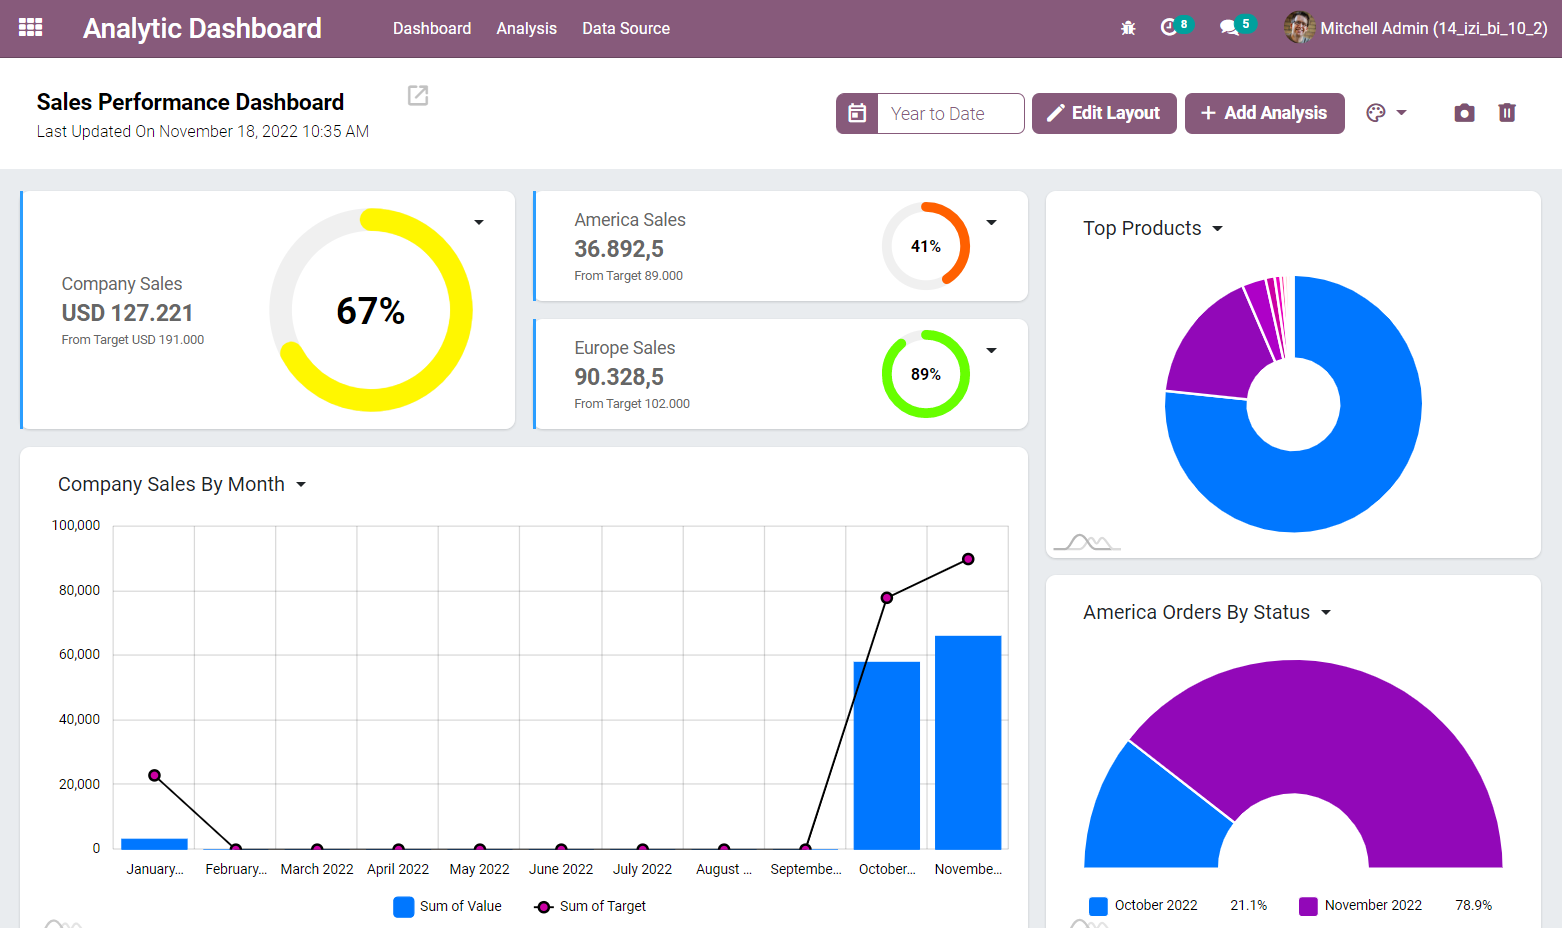 Analytic Dashboard
Dashboard
Analysis
Data Source
8
5
Mitchell Admin (14_izi_bi_10_2)
Sales Performance Dashboard
Last Updated On November 18, 2022 10:35 AM
Year to Date
Edit Layout
+ Add Analysis
Company Sales
USD 127.221
From Target USD 191.000
67%
America Sales
36.892,5
From Target 89.000
41%
Europe Sales
90.328,5
From Target 102.000
89%
Top Products
Company Sales By Month
100,000
80,000
60,000
40,000
20,000
0
January...
February...
March 2022
April 2022
May 2022
June 2022
July 2022
August ...
Septembe...
October...
Novembe...
Sum of Value
Sum of Target
America Orders By Status
October 2022 21.1%
November 2022 78.9%